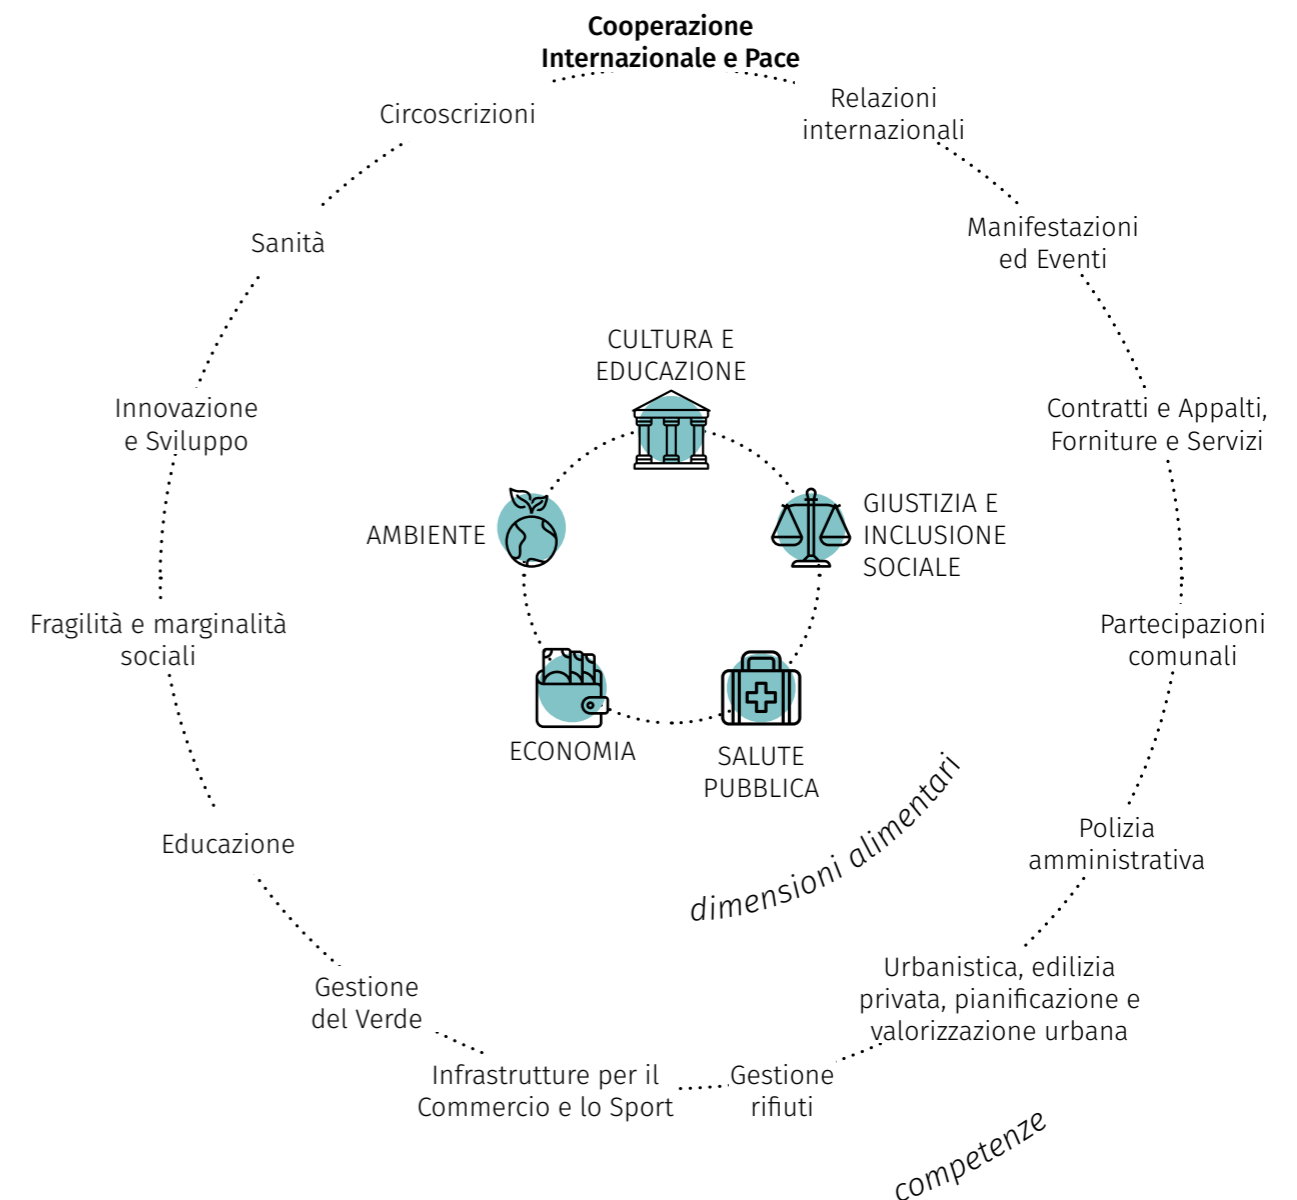 Cooperazione
Internazionale e Pace
Relazioni
internazionali
Manifestazioni
ed Eventi
Contratti e Appalti,
Forniture e Servizi
Partecipazioni
comunali
Polizia
amministrativa
Urbanistica, edilizia
privata, pianificazione e
valorizzazione urbana
Gestione
rifiuti
Infrastrutture per il
Commercio e lo Sport
Gestione
del Verde
Educazione
Fragilità e marginalità
sociali
Innovazione
e Sviluppo
Sanità
Circoscrizioni
CULTURA E
EDUCAZIONE
GIUSTIZIA E
INCLUSIONE
SOCIALE
SALUTE
PUBBLICA
ECONOMIA
AMBIENTE
dimensioni alimentari
competenze